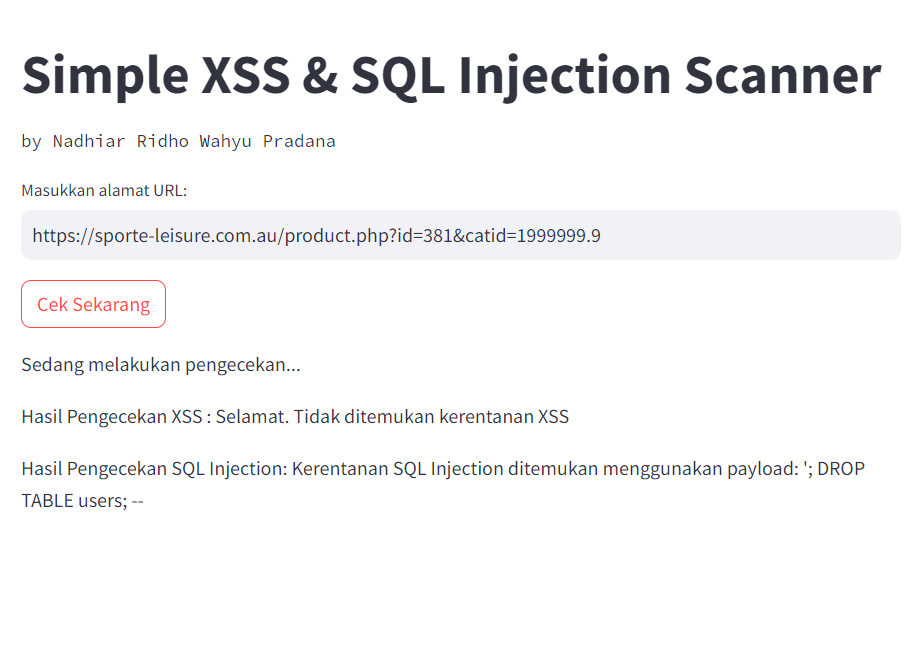 Simple XSS & SQL Injection Scanner
by Nadhiar Ridho Wahyu Pradana
Masukkan alamat URL:
https://sporte-leisure.com.au/product.php?id=381&catid=1999999.9
Cek Sekarang
Sedang melakukan pengecekan...
Hasil Pengecekan XSS : Selamat. Tidak ditemukan kerentanan XSS
Hasil Pengecekan SQL Injection: Kerentanan SQL Injection ditemukan menggunakan payload: '; DROP
TABLE users; --